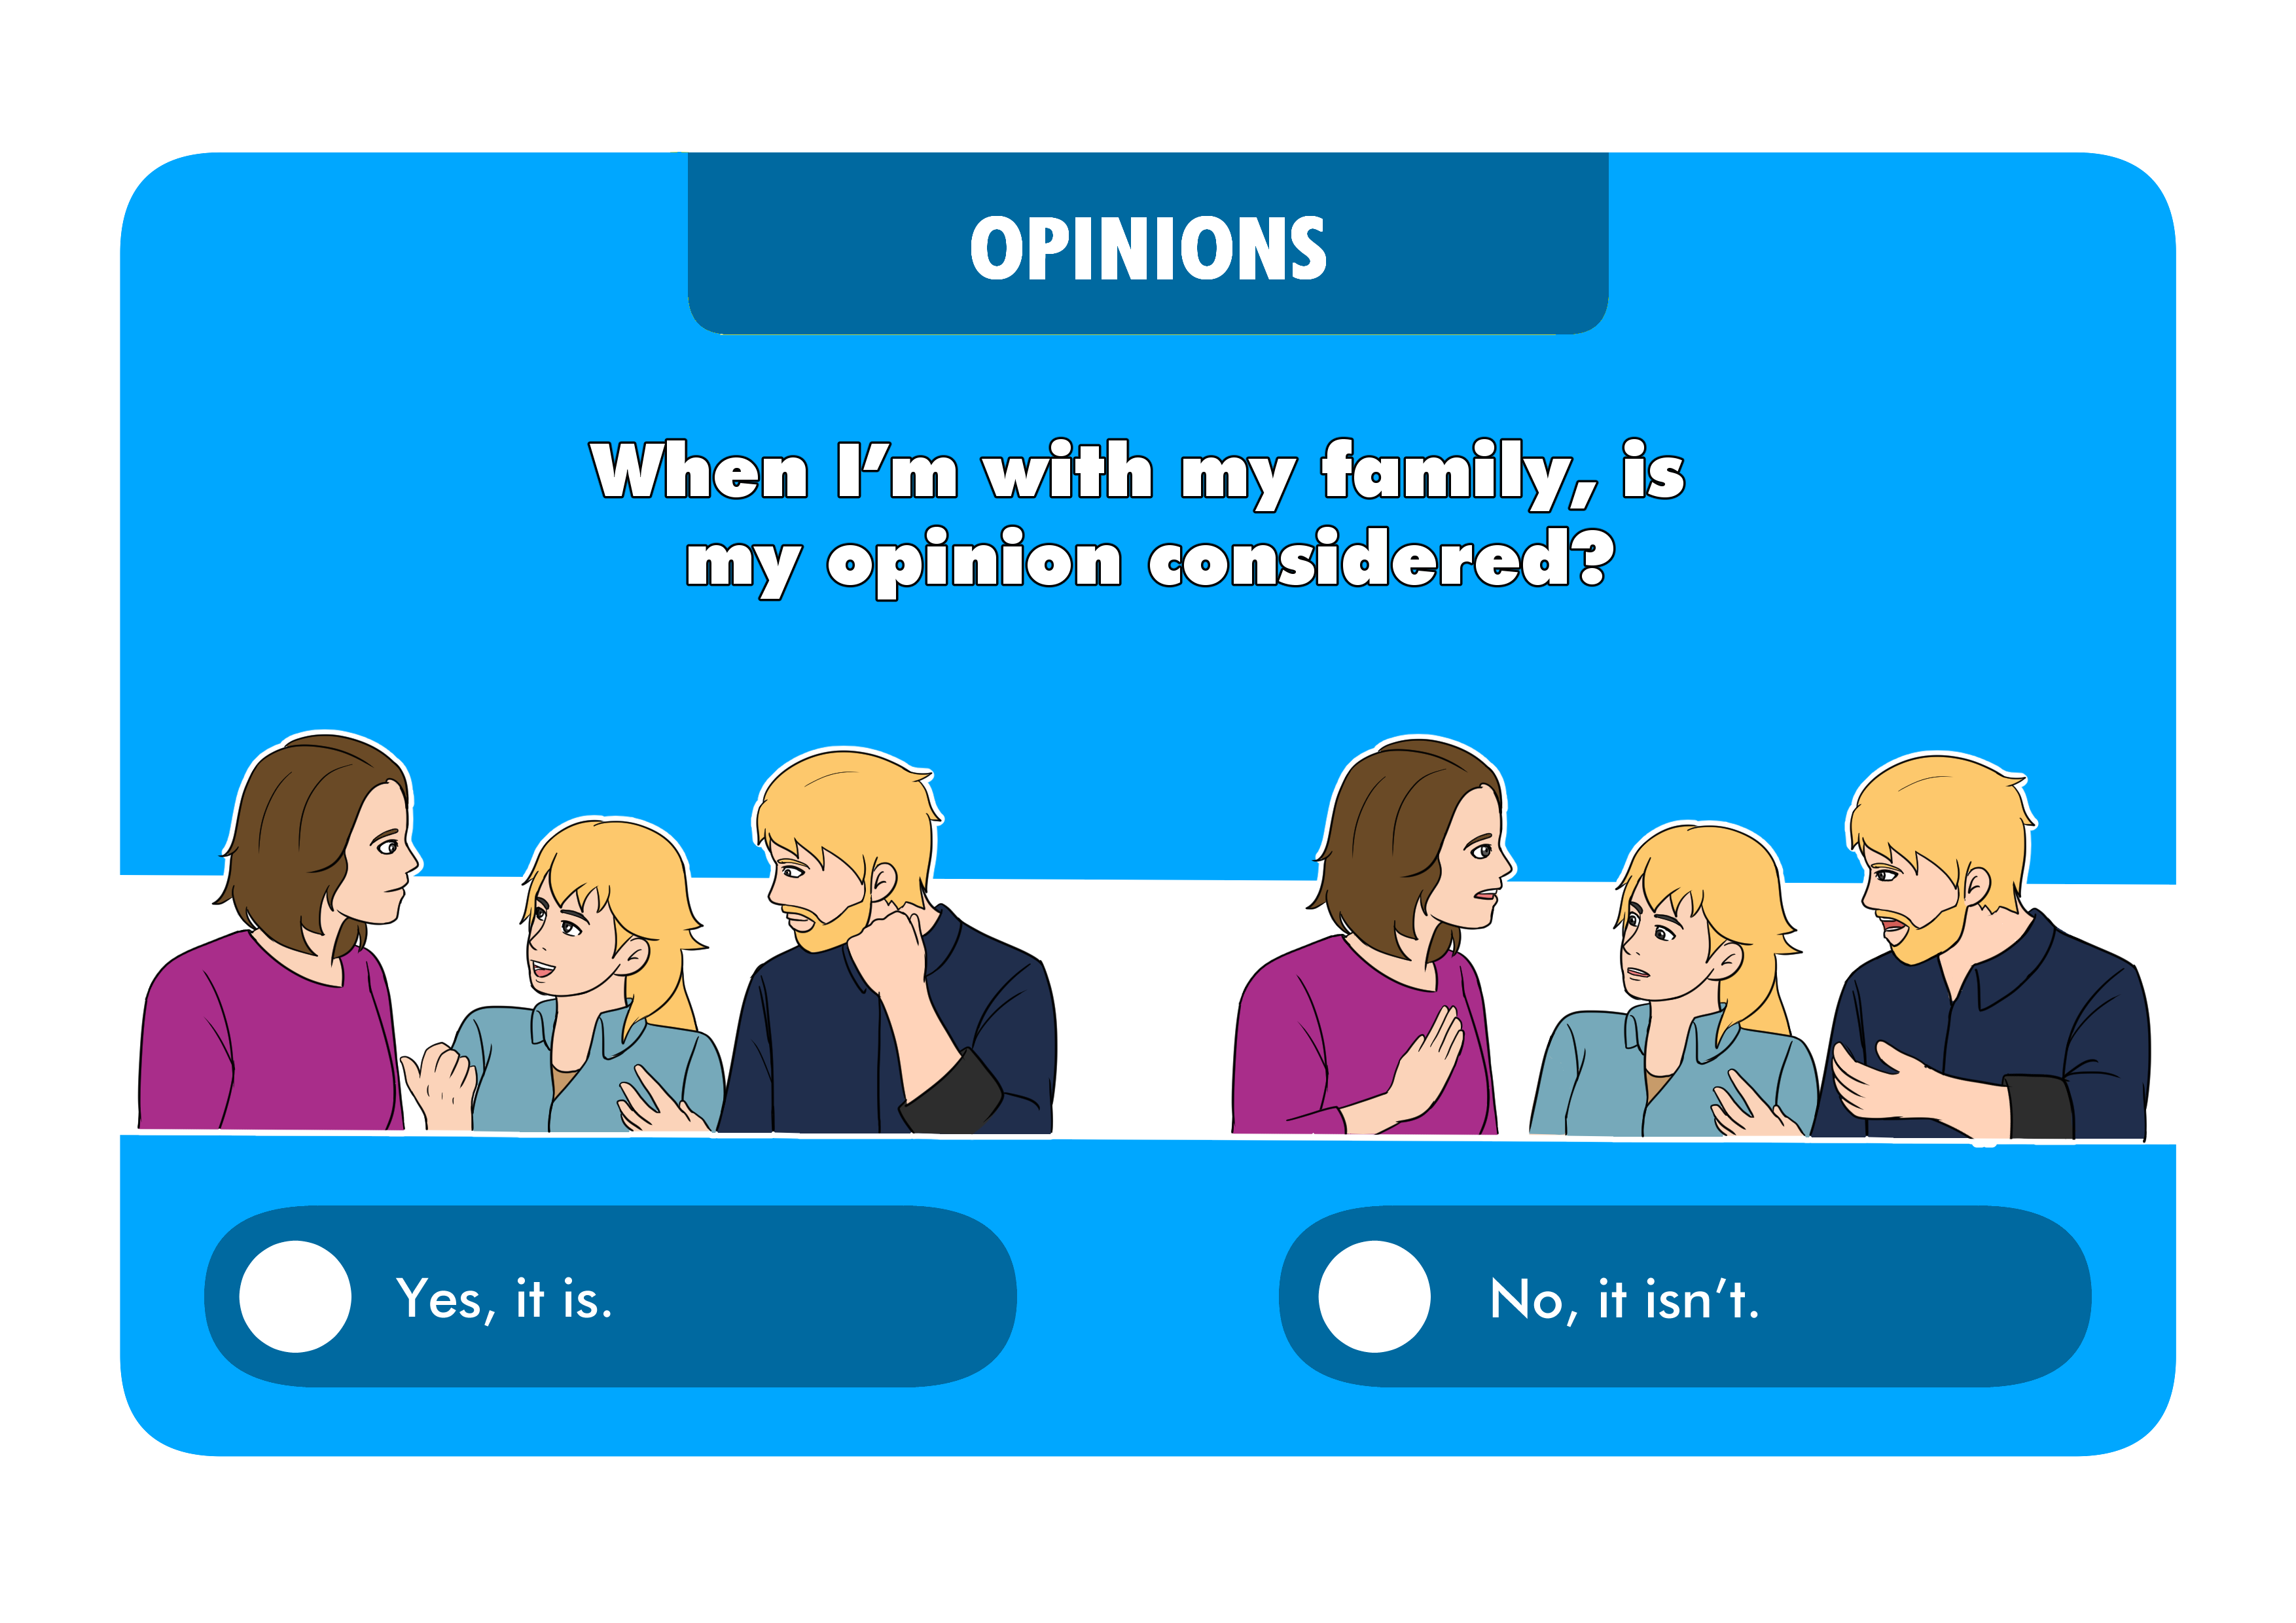 OPINIONS
When I’m with my family, is
my opinion considered?
Yes, it is.
No, it isn’t.